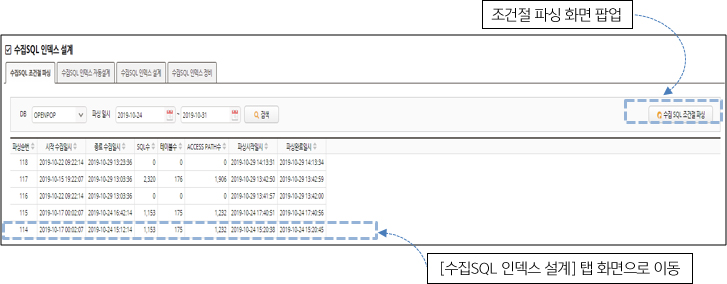 조건절 파싱 화면 팝업
수집SQL 인덱스 설계
수집SQL 조건절 파싱 수집SQL 인덱스 자동설계 수집SQL 인덱스 설계 수집SQL 인덱스 정비
DB OPENPOP 파싱 일시 2019-10-24 ~ 2019-10-31 검색 수집 SQL 조건절 파싱
파싱순번 시작 수집일시 종료 수집일시 SQL수 테이블수 ACCESS PATH수 파싱시작일시 파싱완료일시
118 2019-10-22 09:22:14 2019-10-29 13:23:36 0 0 0 2019-10-29 14:13:31 2019-10-29 14:13:34
117 2019-10-15 19:22:07 2019-10-29 13:03:36 2,320 176 1,906 2019-10-29 13:42:50 2019-10-29 13:42:59
116 2019-10-22 09:22:14 2019-10-29 13:03:36 0 0 0 2019-10-29 13:41:57 2019-10-29 13:42:00
115 2019-10-17 00:02:07 2019-10-24 16:42:14 1,153 175 1,232 2019-10-24 17:40:51 2019-10-24 17:40:56
114 2019-10-17 00:02:07 2019-10-24 15:12:14 1,153 175 1,232 2019-10-24 15:20:38 2019-10-24 15:20:45
[수집SQL 인덱스 설계] 탭 화면으로 이동